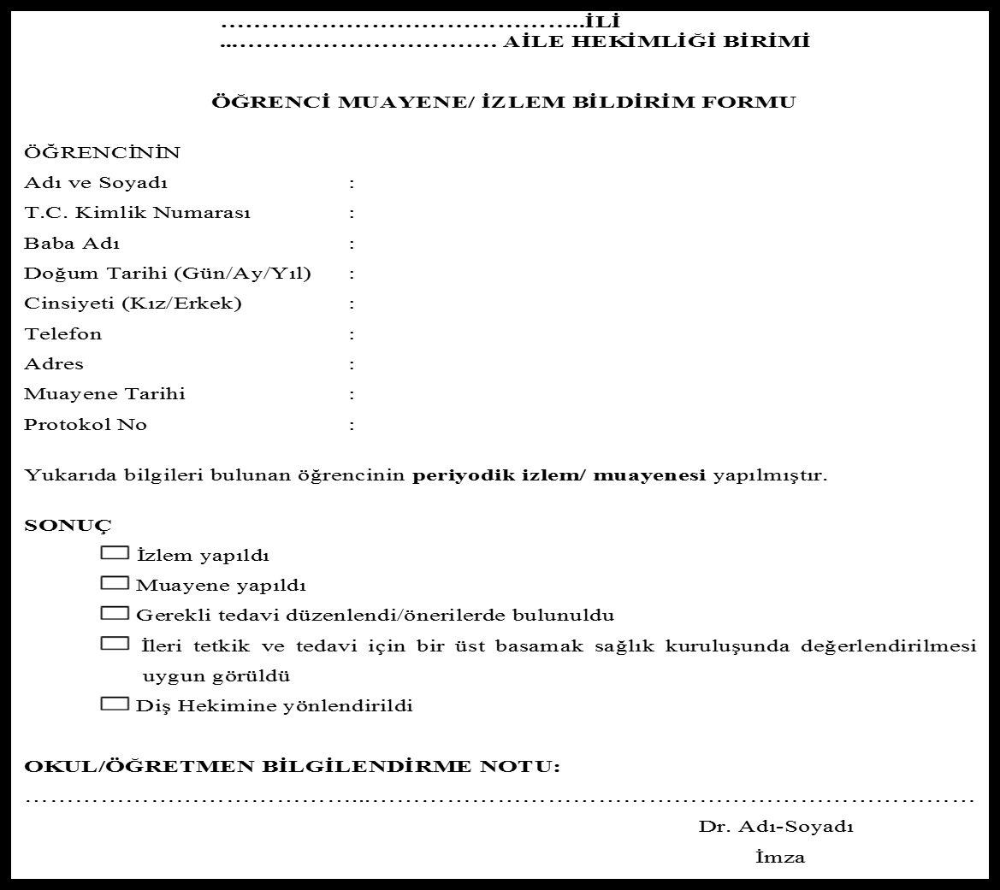 ……………………………………..İLİ
...………………………… AİLE HEKİMLİĞİ BİRİMİ
ÖĞRENCİ MUAYENE/ İZLEM BİLDİRİM FORMU
ÖĞRENCİNİN
Adı ve Soyadı :
T.C. Kimlik Numarası :
Baba Adı :
Doğum Tarihi (Gün/Ay/Yıl) :
Cinsiyeti (Kız/Erkek) :
Telefon :
Adres :
Muayene Tarihi :
Protokol No :
Yukarıda bilgileri bulunan öğrencinin periyodik izlem/ muayenesi yapılmıştır.
SONUÇ
İzlem yapıldı
Muayene yapıldı
Gerekli tedavi düzenlendi/önerilerde bulunuldu
İleri tetkik ve tedavi için bir üst basamak sağlık kuruluşunda değerlendirilmesi
uygun görüldü
Diş Hekimine yönlendirildi
OKUL/ÖĞRETMEN BİLGİLENDİRME NOTU:
…………………………………..…………………………………………………………………
Dr. Adı-Soyadı
İmza